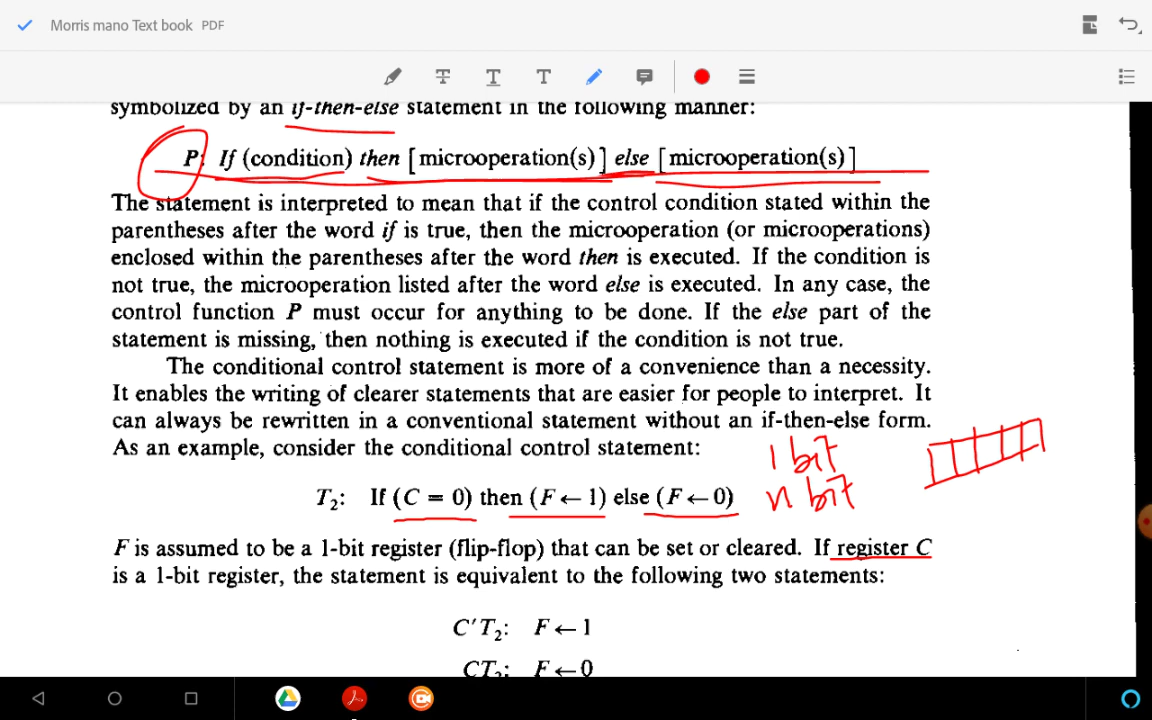 Morris mano Text book PDF
symbolized by an if-then-else statement in the following manner:
P: If (condition) then [microoperation(s)] else [microoperation(s)]
The statement is interpreted to mean that if the control condition stated within the
parentheses after the word if is true, then the microoperation (or microoperations)
enclosed within the parentheses after the word then is executed. If the condition is
not true, the microoperation listed after the word else is executed. In any case, the
control function P must occur for anything to be done. If the else part of the
statement is missing, then nothing is executed if the condition is not true.
The conditional control statement is more of a convenience than a necessity.
It enables the writing of clearer statements that are easier for people to interpret. It
can always be rewritten in a conventional statement without an if-then-else form.
As an example, consider the conditional control statement:
1 bit
T₂: If (C = 0) then (F ← 1) else (F ← 0)
n bit
F is assumed to be a 1-bit register (flip-flop) that can be set or cleared. If register C
is a 1-bit register, the statement is equivalent to the following two statements:
C′T₂: F ← 1
CT₂: F ← 0